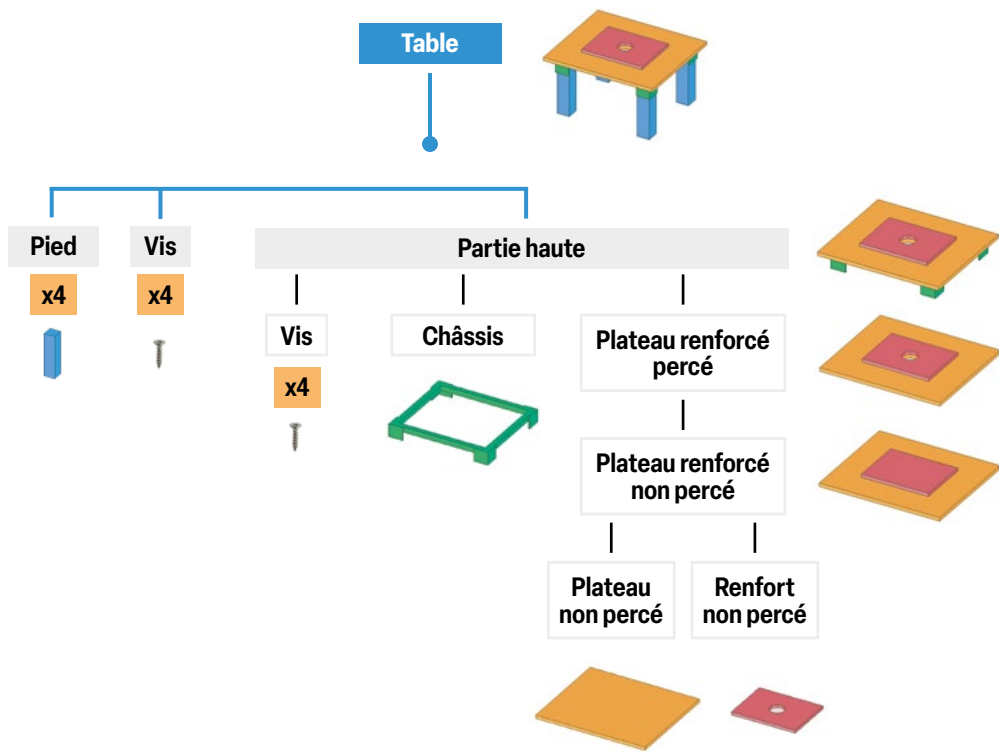 Table
Pied
Vis
Partie haute
x4
x4
Vis
Châssis
Plateau renforcé
percé
x4
Plateau renforcé
non percé
Plateau
non percé
Renfort
non percé